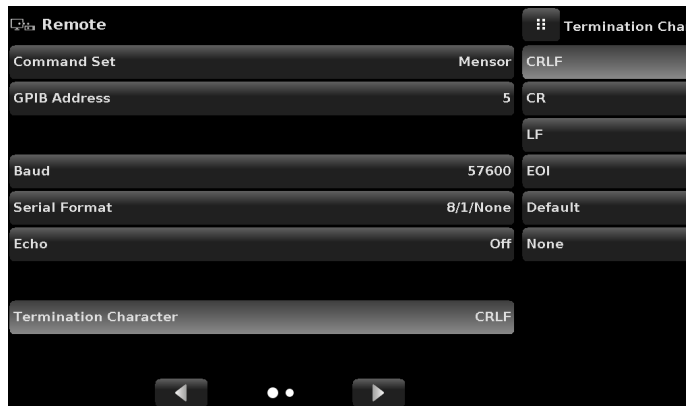 Remote
Command Set Mensor
GPIB Address 5
Baud 57600
Serial Format 8/1/None
Echo Off
Termination Character CRLF
Termination Cha
CRLF
CR
LF
EOI
Default
None